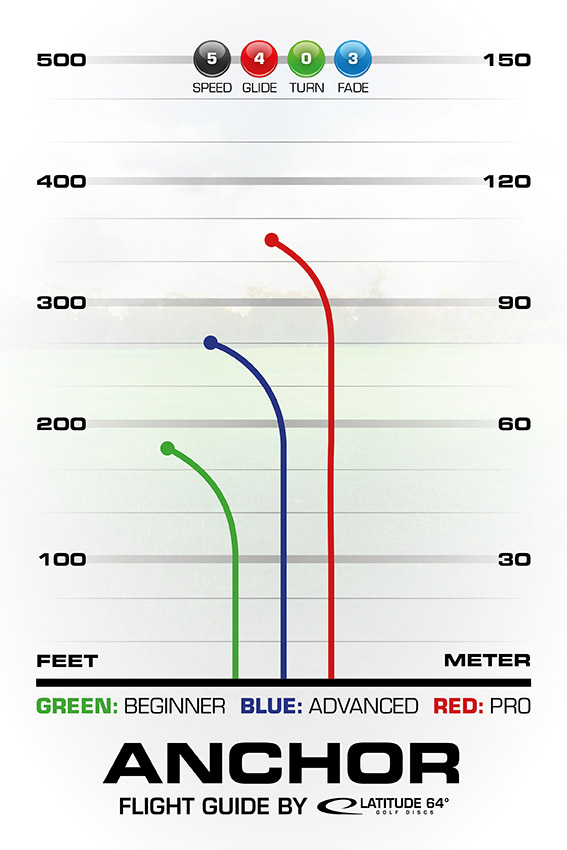 500 5 4 0 3 150
SPEED GLIDE TURN FADE
400 120
300 90
200 60
100 30
FEET METER
GREEN: BEGINNER BLUE: ADVANCED RED: PRO
ANCHOR
FLIGHT GUIDE BY LATITUDE 64°
GOLF DISCS